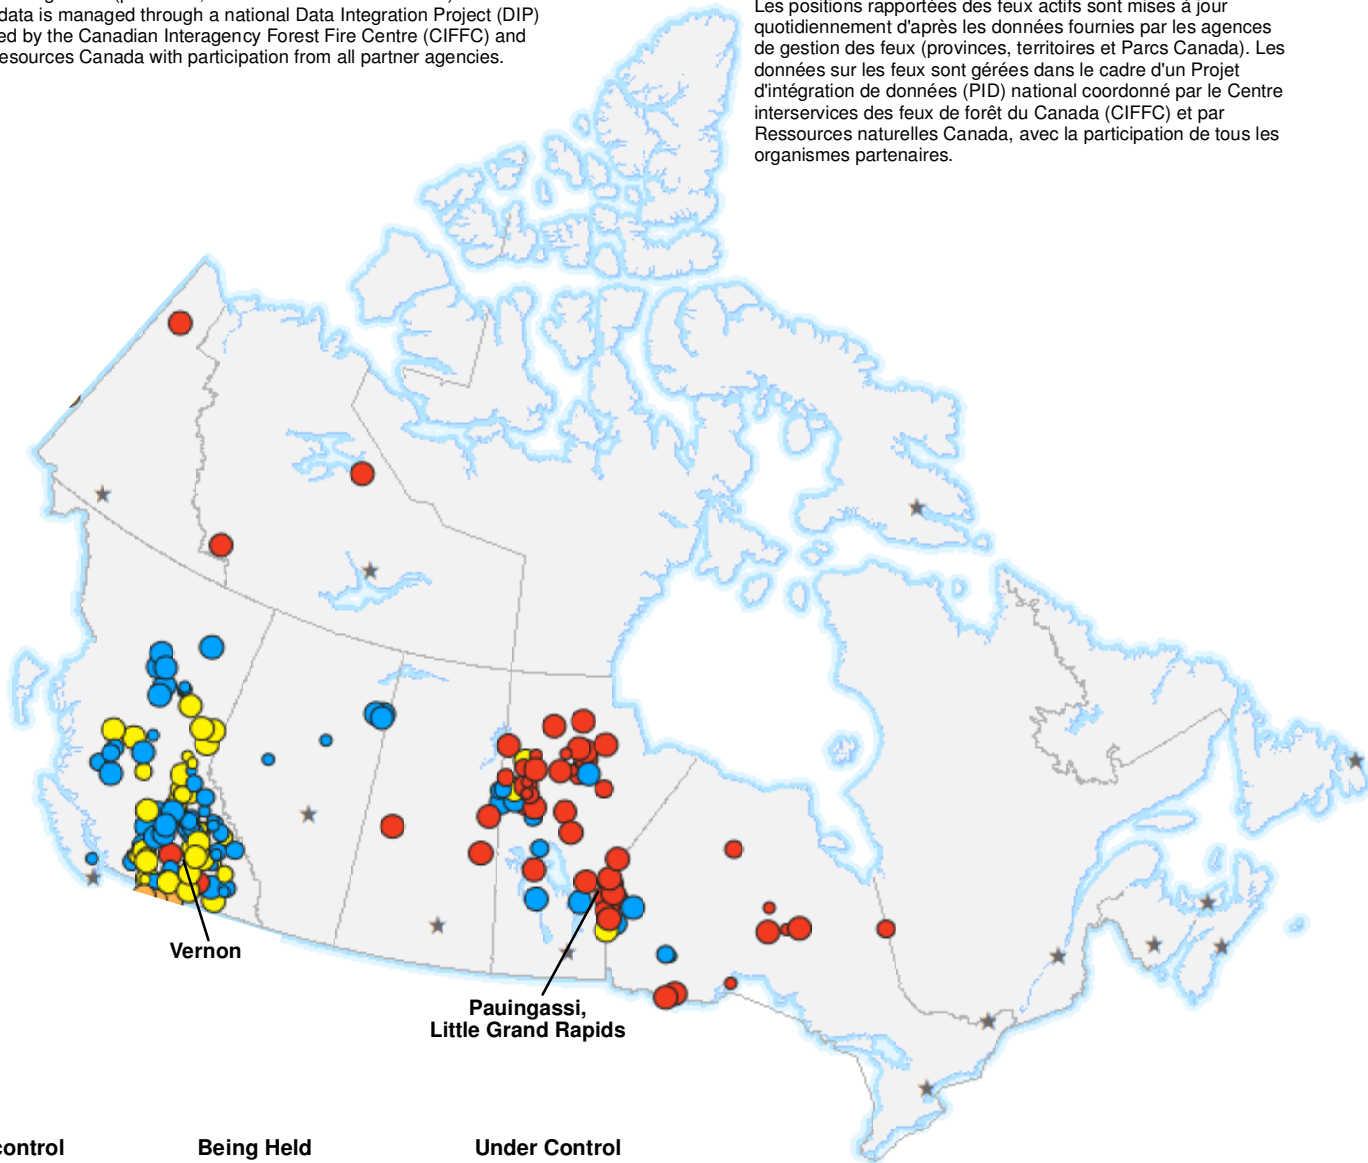 data is managed through a national Data Integration Project (DIP)
ed by the Canadian Interagency Forest Fire Centre (CIFFC) and
esources Canada with participation from all partner agencies.
Les positions rapportées des feux actifs sont mises à jour
quotidiennement d'après les données fournies par les agences
de gestion des feux (provinces, territoires et Parcs Canada). Les
données sur les feux sont gérées dans le cadre d'un Projet
d'intégration de données (PID) national coordonné par le Centre
interservices des feux de forêt du Canada (CIFFC) et par
Ressources naturelles Canada, avec la participation de tous les
organismes partenaires.
Vernon
Pauingassi,
Little Grand Rapids
control
Being Held
Under Control